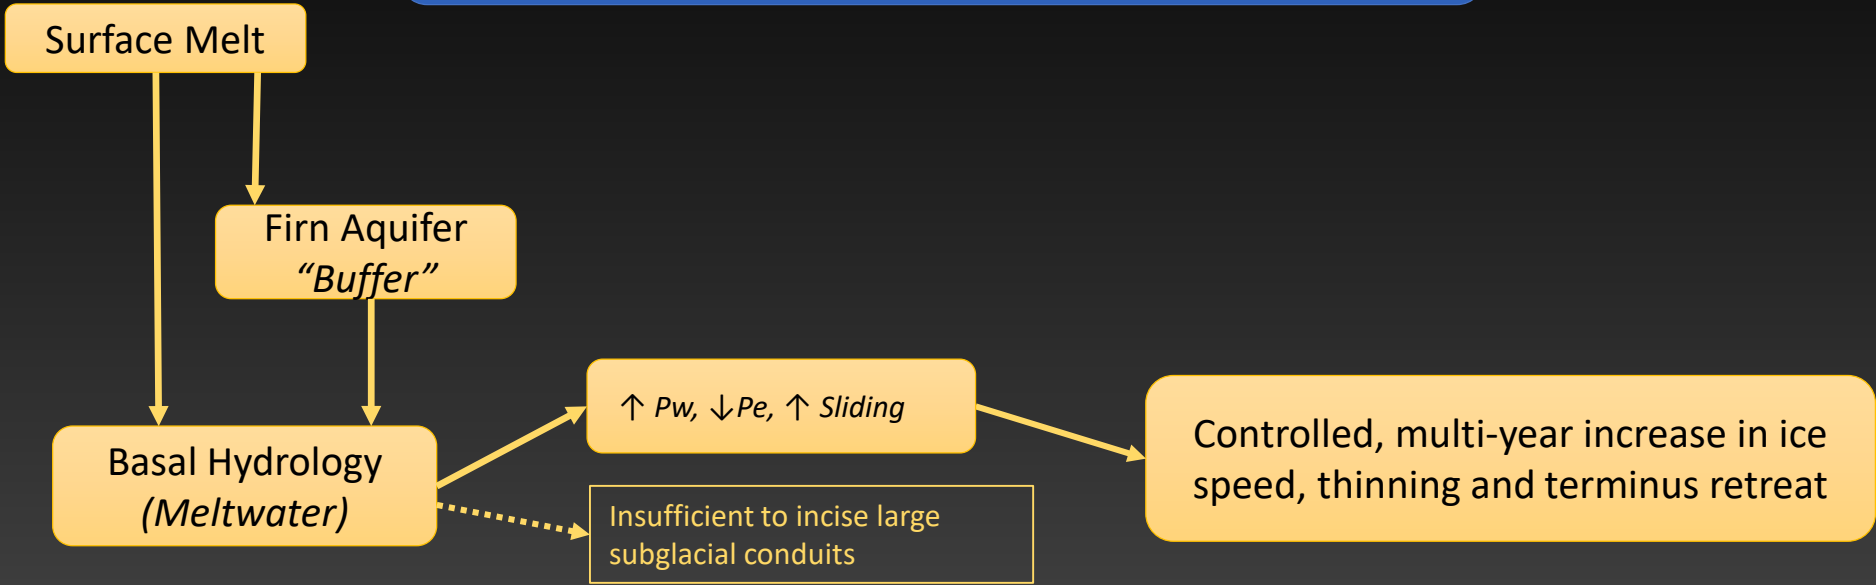 Surface Melt
Firn Aquifer
“Buffer”
Basal Hydrology
(Meltwater)
↑ Pw, ↓Pe, ↑ Sliding
Insufficient to incise large
subglacial conduits
Controlled, multi-year increase in ice
speed, thinning and terminus retreat